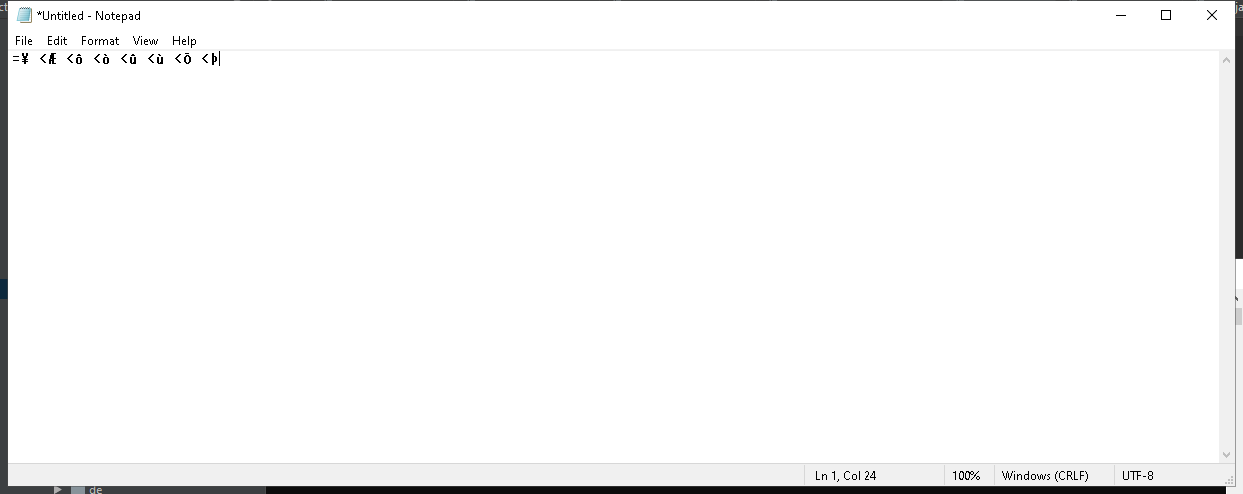 *Untitled - Notepad
File Edit Format View Help
=¥ <Æ <ô <ò <û <ù <Ö <þ
Ln 1, Col 24
100%
Windows (CRLF)
UTF-8
de